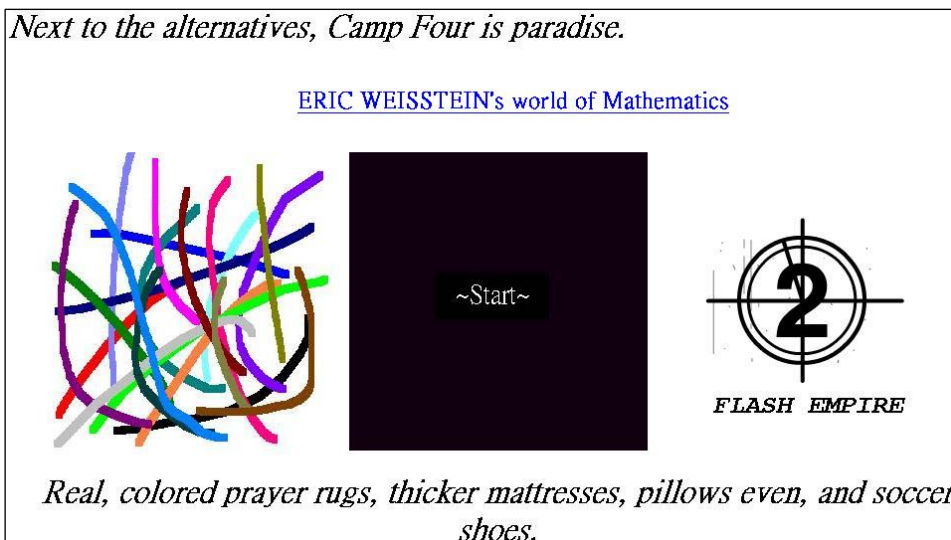 Next to the alternatives, Camp Four is paradise.
ERIC WEISSTEIN's world of Mathematics
~Start~
2
FLASH EMPIRE
Real, colored prayer rugs, thicker mattresses, pillows even, and soccer
shoes.